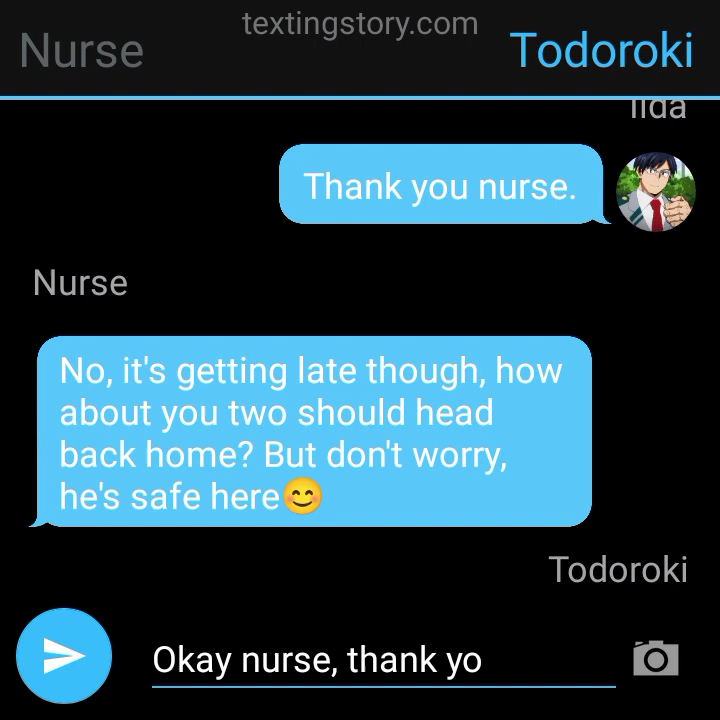 textingstory.com
Nurse
Todoroki
Iida
Thank you nurse.
Nurse
No, it's getting late though, how
about you two should head
back home? But don't worry,
he's safe here😊
Todoroki
Okay nurse, thank yo